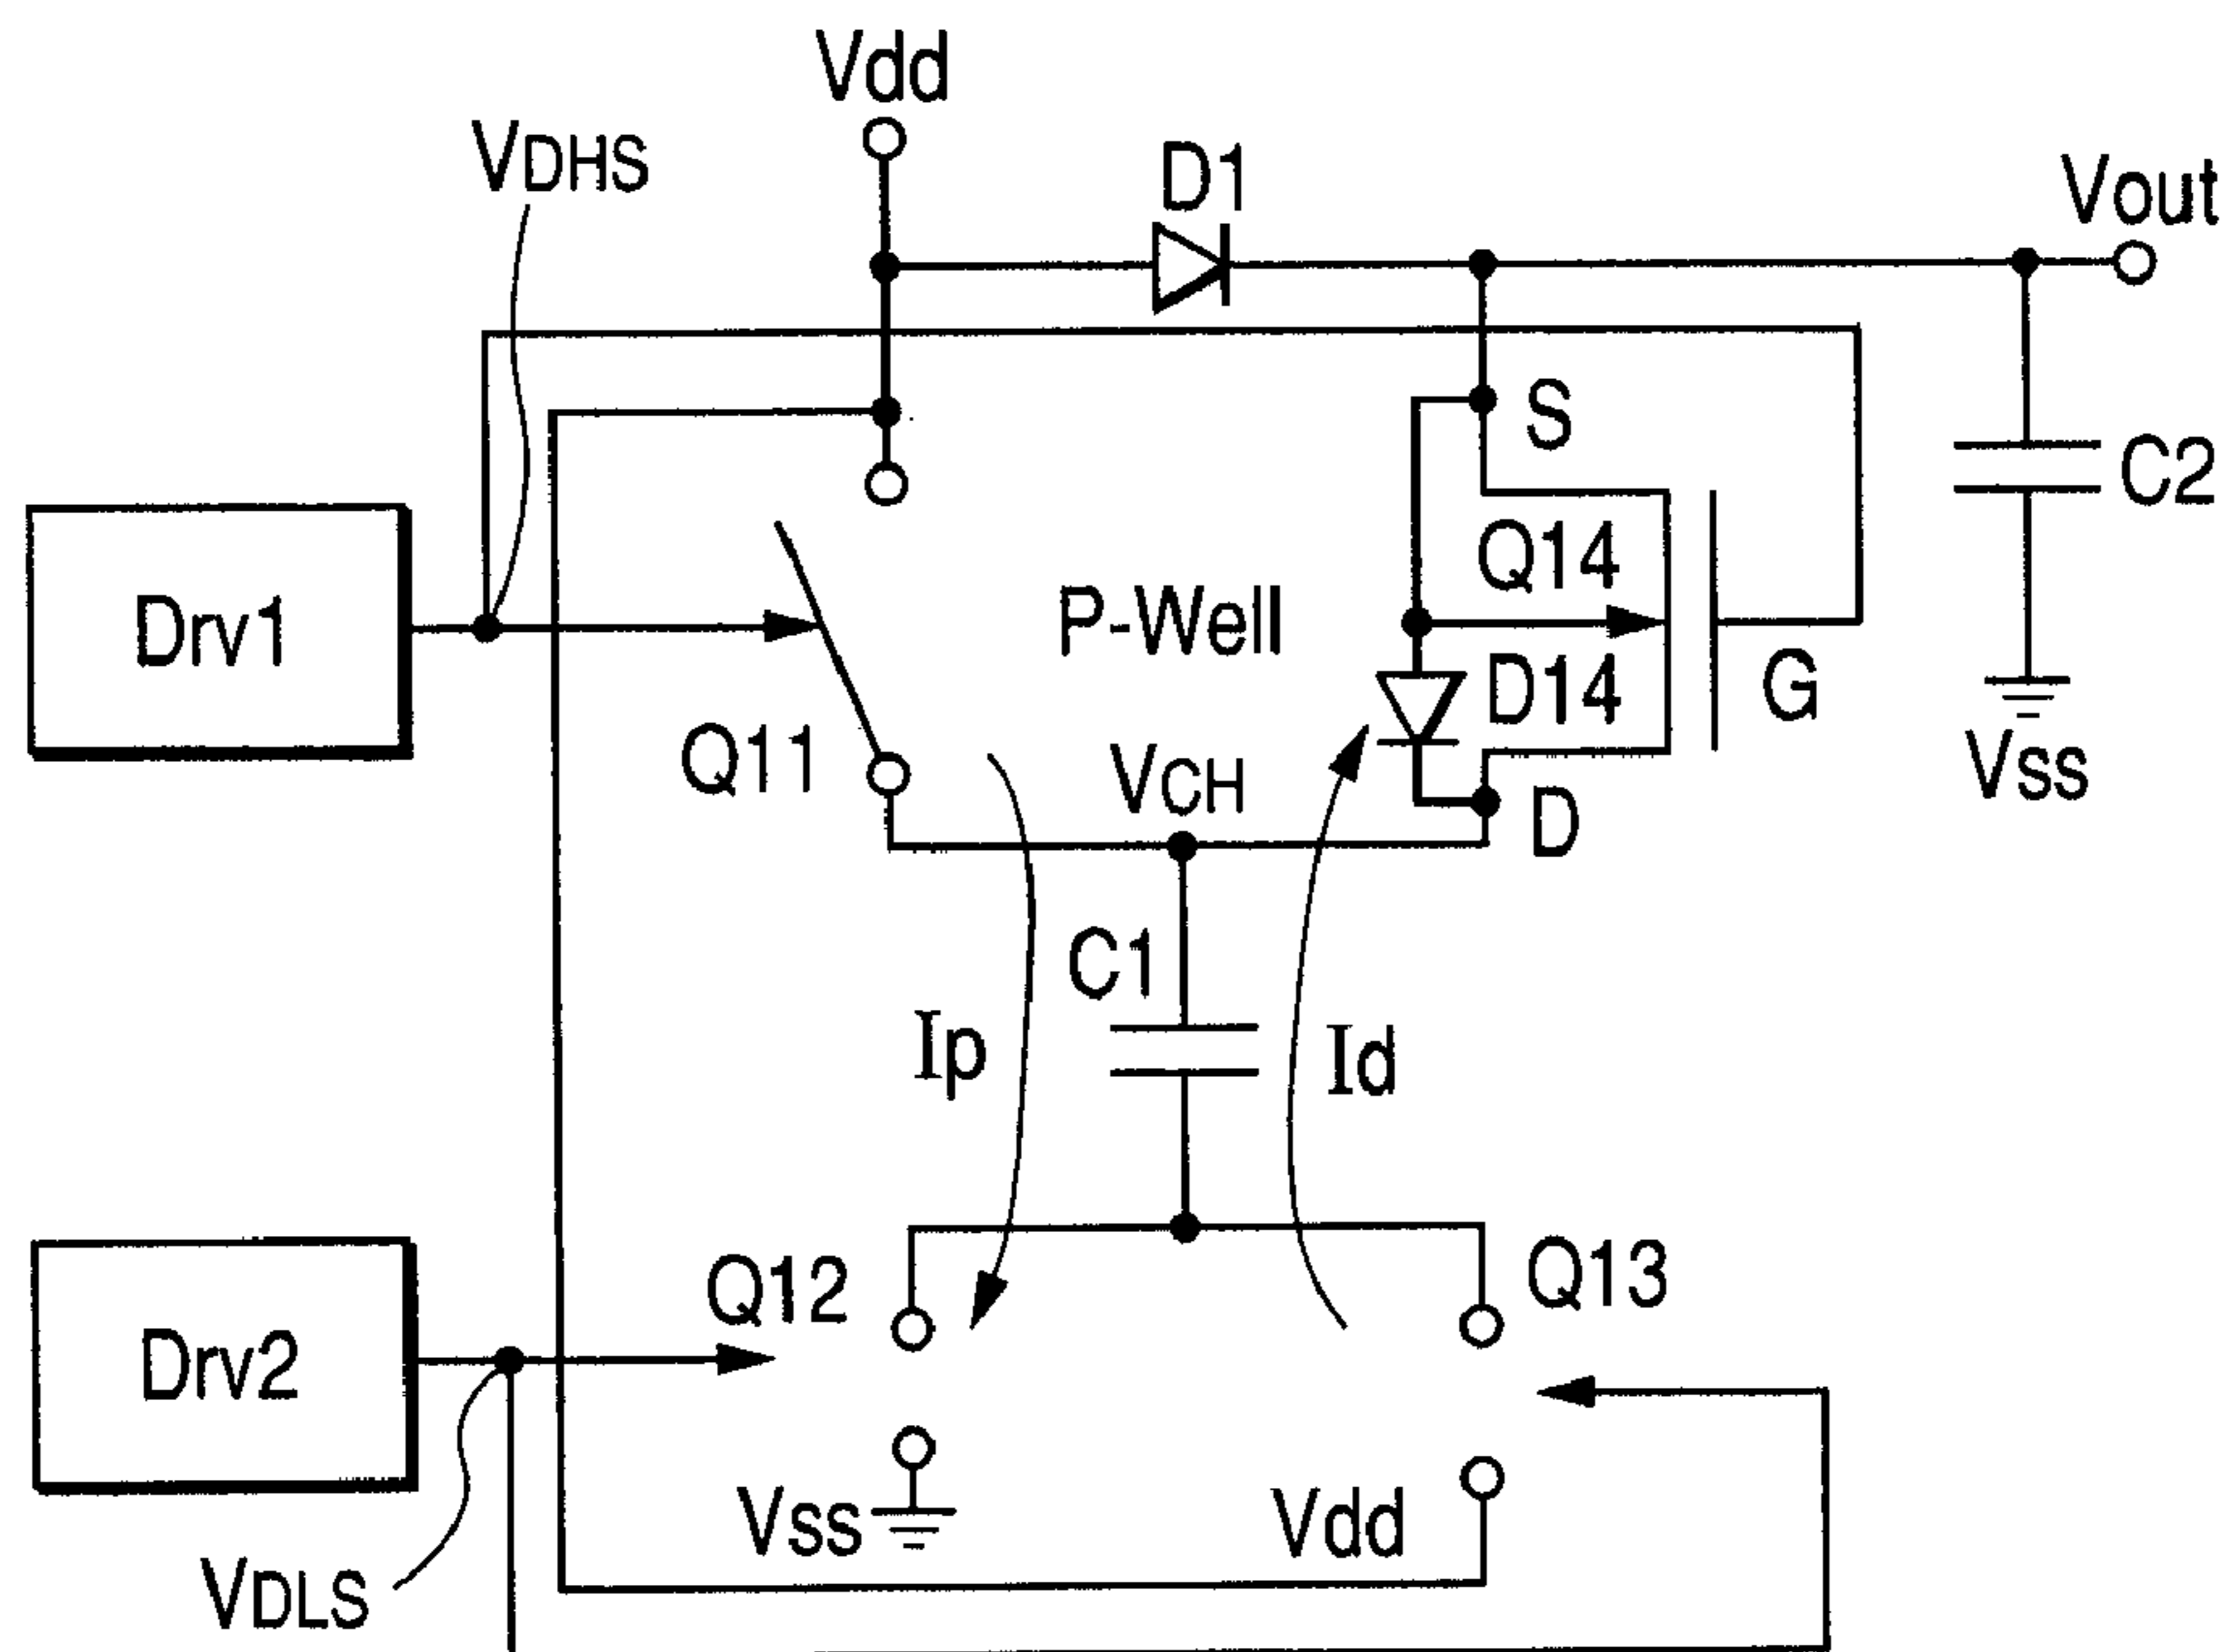 Vdd
VDHS
D1
Vout
S
C2
Q14
Drv1
P-Well
D14
G
Q11
VCH
Vss
D
C1
Ip
Id
Q12
Q13
Drv2
Vss
Vdd
VDLS